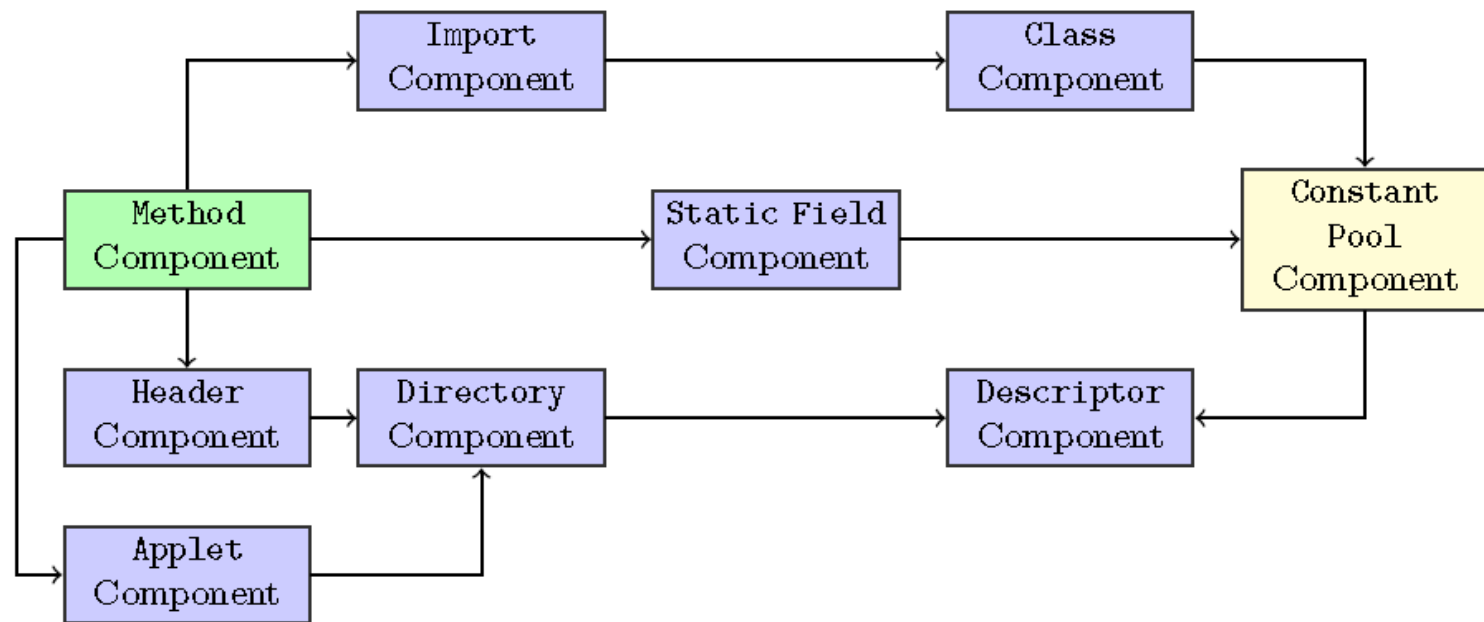 Import
Component
Class
Component
Method
Component
Static Field
Component
Constant
Pool
Component
Header
Component
Directory
Component
Descriptor
Component
Applet
Component